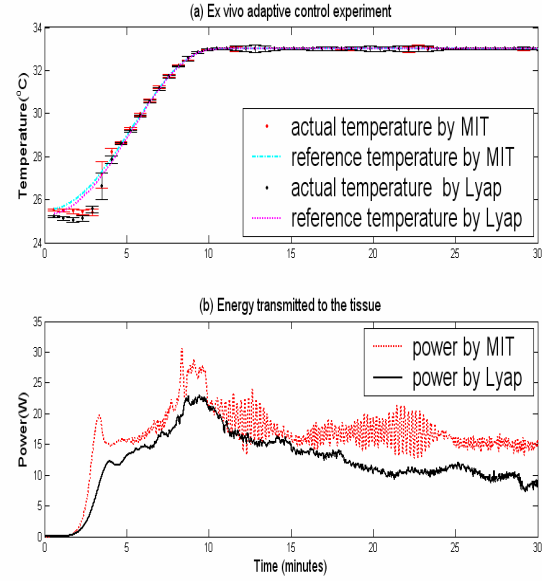 (a) Ex vivo adaptive control experiment
34
32
30
28
26
24
Temperature(°C)
actual temperature by MIT
reference temperature by MIT
actual temperature by Lyap
reference temperature by Lyap
0 5 10 15 20 25 30
(b) Energy transmitted to the tissue
35
30
25
20
15
10
5
0
Power(W)
power by MIT
power by Lyap
0 5 10 15 20 25 30
Time (minutes)